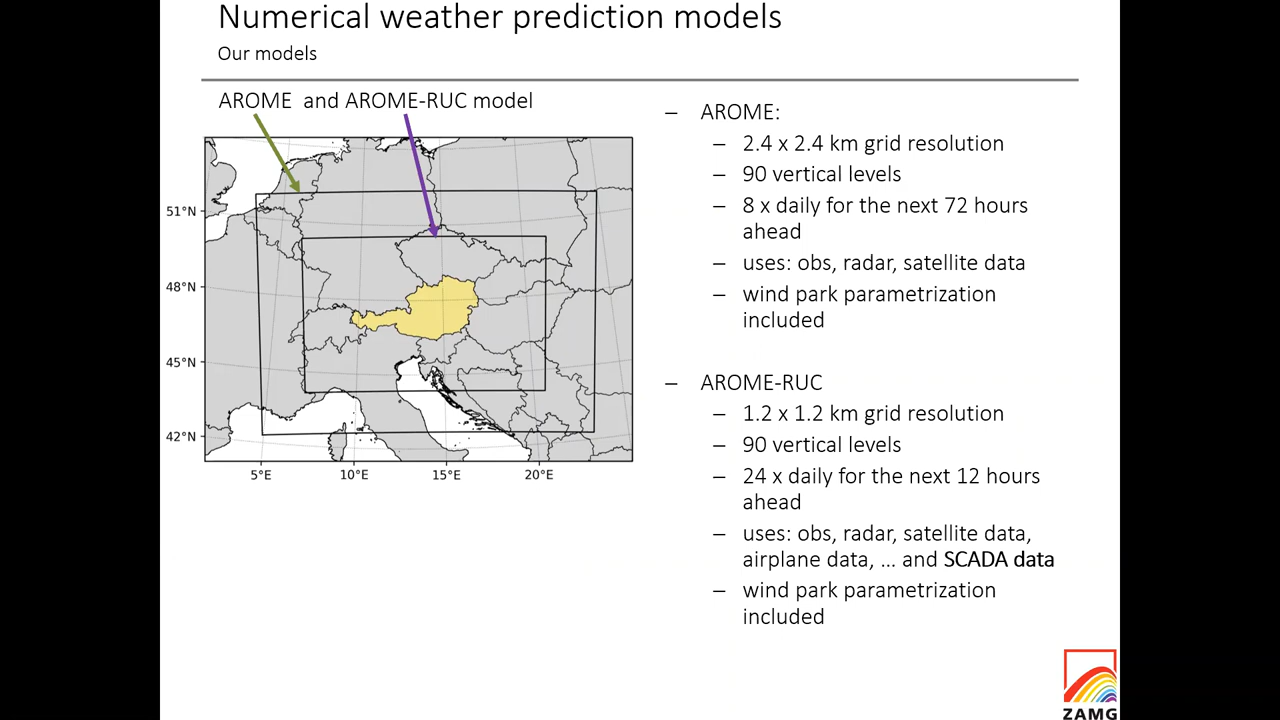 Numerical weather prediction models
Our models
AROME and AROME-RUC model
51°N
48°N
45°N
42°N
5°E
10°E
15°E
20°E
– AROME:
– 2.4 x 2.4 km grid resolution
– 90 vertical levels
– 8 x daily for the next 72 hours
ahead
– uses: obs, radar, satellite data
– wind park parametrization
included
– AROME-RUC
– 1.2 x 1.2 km grid resolution
– 90 vertical levels
– 24 x daily for the next 12 hours
ahead
– uses: obs, radar, satellite data,
airplane data, ... and SCADA data
– wind park parametrization
included
ZAMG